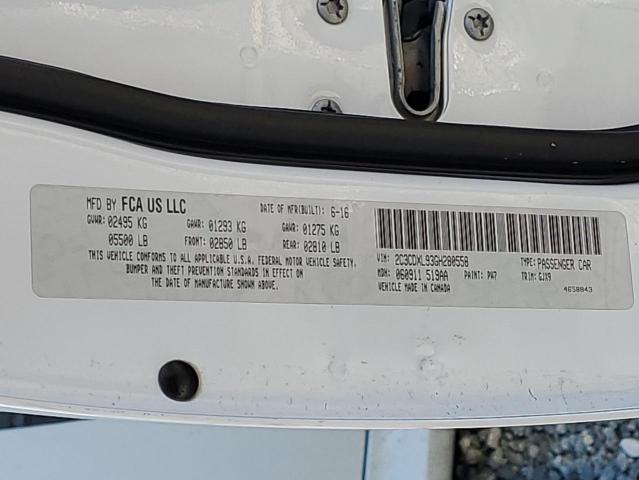 MFD BY FCA US LLC DATE OF MFR(BUILT): 6-16
GVWR: 02495 KG GAWR: 01293 KG GAWR: 01275 KG
05500 LB FRONT: 02850 LB REAR: 02810 LB
THIS VEHICLE CONFORMS TO ALL APPLICABLE U.S.A. FEDERAL MOTOR VEHICLE SAFETY,
BUMPER AND THEFT PREVENTION STANDARDS IN EFFECT ON
THE DATE OF MANUFACTURE SHOWN ABOVE.
VIN: 2C3CDXL93GH280558 TYPE: PASSENGER CAR
MDH: 060911 519AA PAINT: PW7 TRIM: GJX9
VEHICLE MADE IN CANADA 4658843